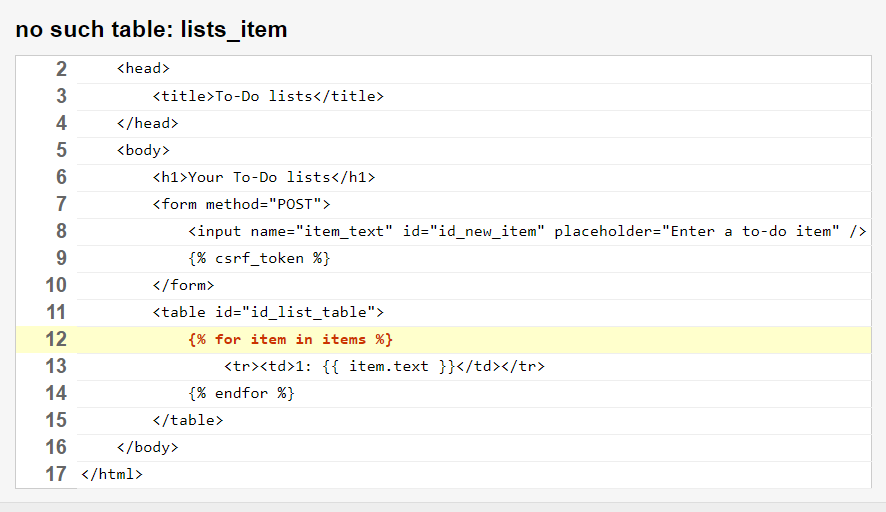 no such table: lists_item
2 <head>
3 <title>To-Do lists</title>
4 </head>
5 <body>
6 <h1>Your To-Do lists</h1>
7 <form method="POST">
8 <input name="item_text" id="id_new_item" placeholder="Enter a to-do item" />
9 {% csrf_token %}
10 </form>
11 <table id="id_list_table">
12 {% for item in items %}
13 <tr><td>1: {{ item.text }}</td></tr>
14 {% endfor %}
15 </table>
16 </body>
17 </html>